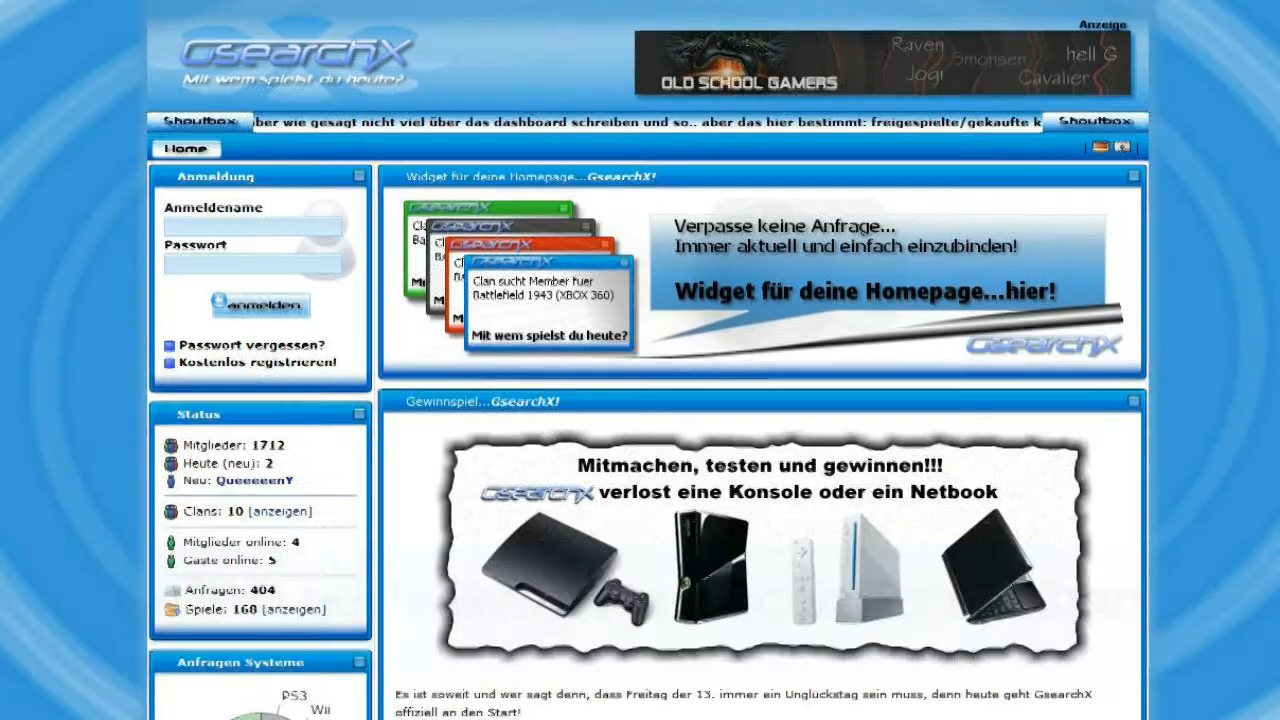 GsearchX
Mit wem spielst du heute?
Anzeige
OLD SCHOOL GAMERS
Raven
Smonsen
hell G
Jogi
Cavalier
Shoutbox
ber wie gesagt nicht viel über das dashboard schreiben und so.. aber das hier bestimmt: freigespielte/gekaufte k
Shoutbox
Home
Anmeldung
Anmeldename
Passwort
anmelden
Passwort vergessen?
Kostenlos registrieren!
Status
Mitglieder: 1712
Heute (neu): 2
Neu: QueeeeenY
Clans: 10 [anzeigen]
Mitglieder online: 4
Gäste online: 5
Anfragen: 404
Spiele: 168 [anzeigen]
Anfragen Systeme
PS3
Wii
Widget für deine Homepage...GsearchX!
GsearchX
GsearchX
GsearchX
GsearchX
Clan sucht Member fuer
Battlefield 1943 (XBOX 360)
Mit wem spielst du heute?
Verpasse keine Anfrage...
Immer aktuell und einfach einzubinden!
Widget für deine Homepage...hier!
GsearchX
Gewinnspiel...GsearchX!
Mitmachen, testen und gewinnen!!!
GsearchX verlost eine Konsole oder ein Netbook
Es ist soweit und wer sagt denn, dass Freitag der 13. immer ein Unglückstag sein muss, denn heute geht GsearchX
offiziell an den Start!